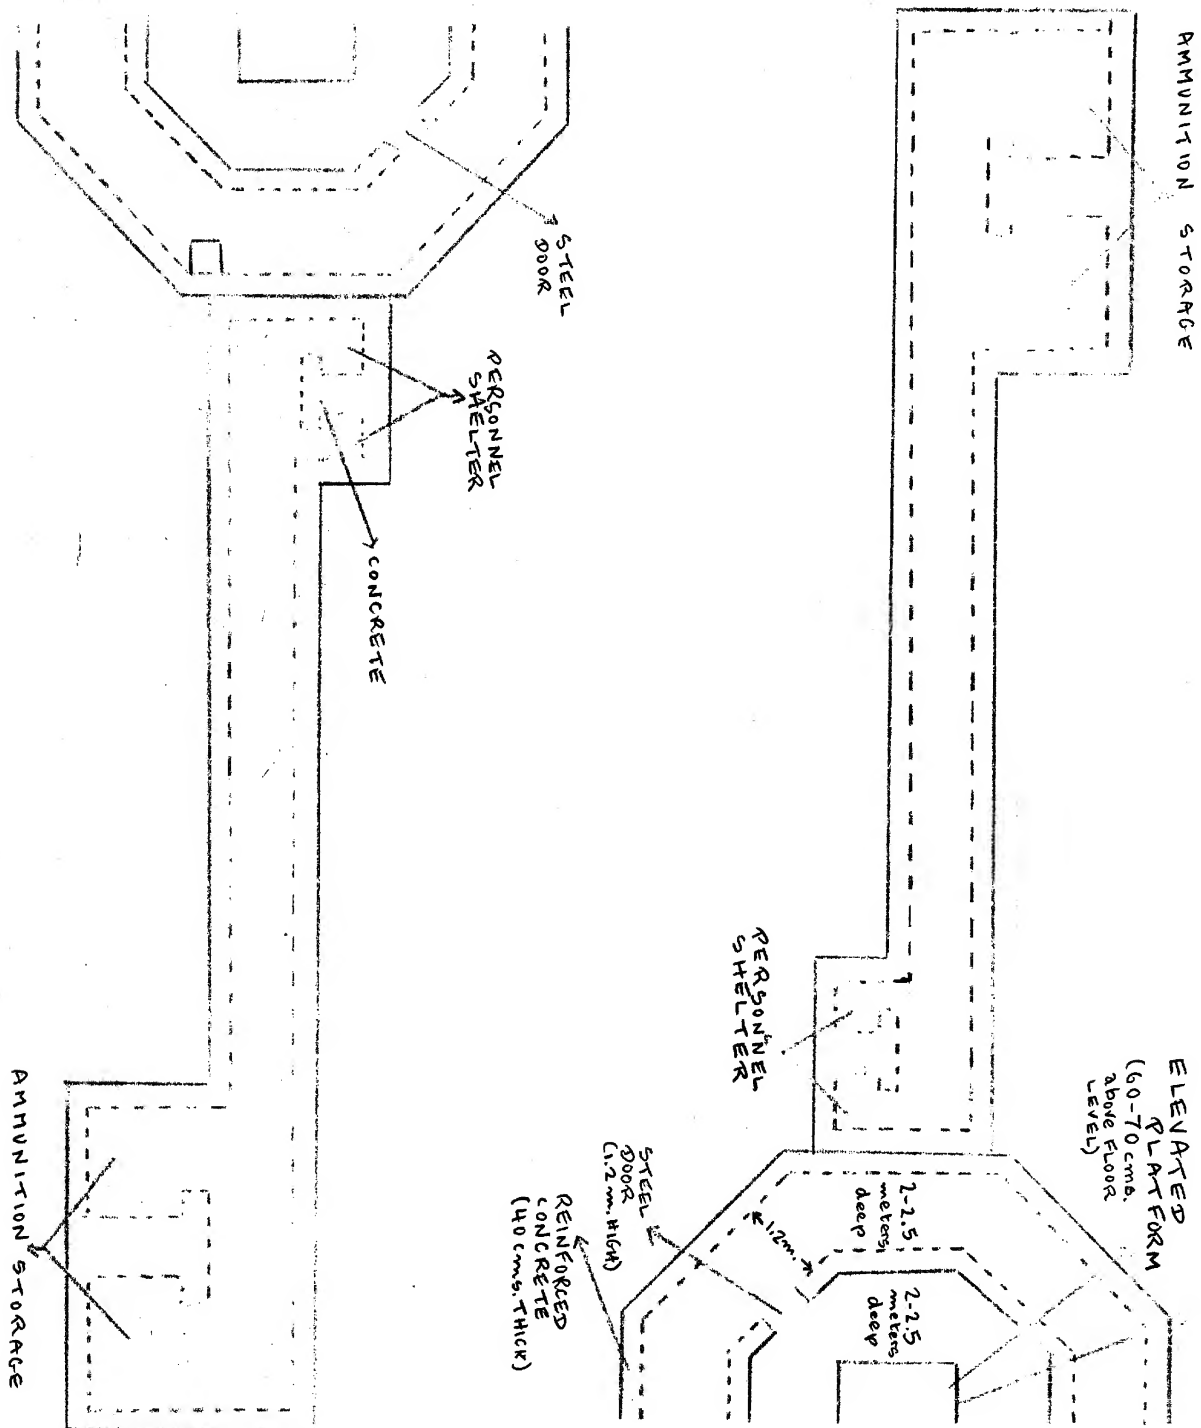 AMMUNITION STORAGE
ELEVATED
PLATFORM
(60-70 cms.
above FLOOR
LEVEL)
STEEL
DOOR
PERSONNEL
SHELTER
CONCRETE
PERSONNEL
SHELTER
2-2.5
meters
deep
1.2m.
2-2.5
meters
deep
STEEL
DOOR
(1.2 m. HIGH)
REINFORCED
CONCRETE
(40 cms. THICK)
AMMUNITION STORAGE